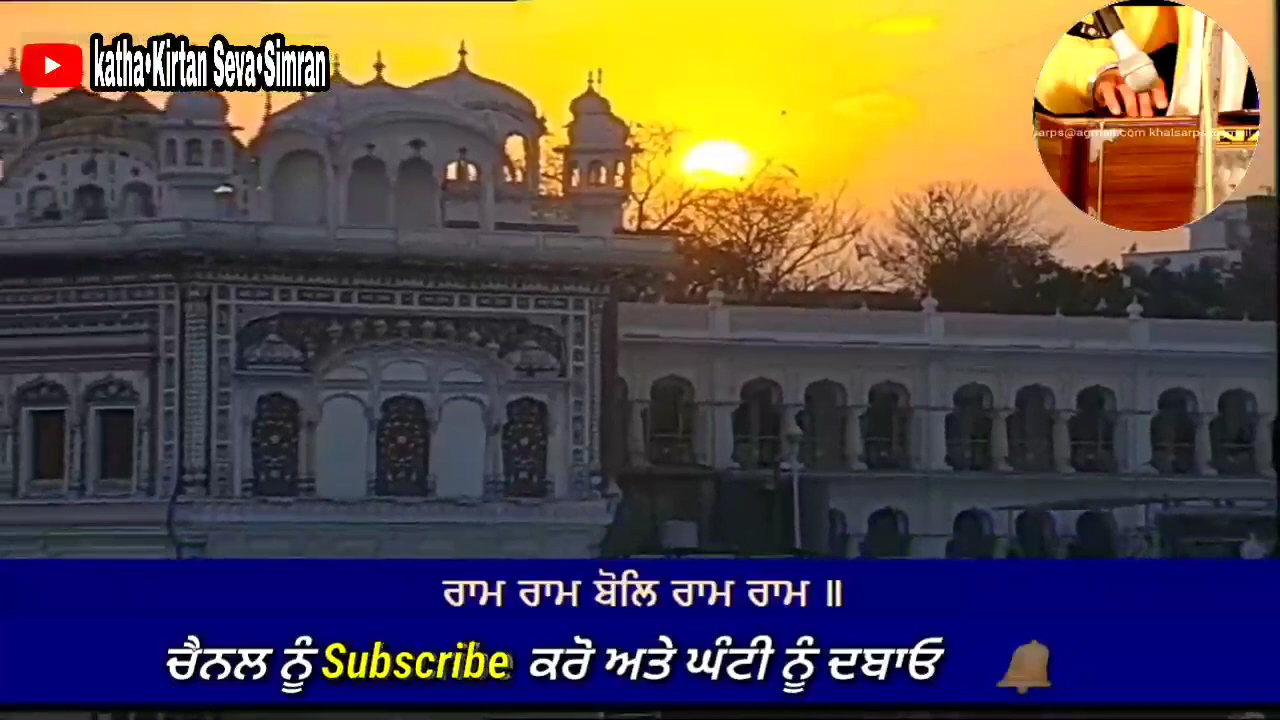 katha•Kirtan Seva•Simran
ਰਾਮ ਰਾਮ ਬੋਲਿ ਰਾਮ ਰਾਮ ॥
ਚੈਨਲ ਨੂੰ Subscribe ਕਰੋ ਅਤੇ ਘੰਟੀ ਨੂੰ ਦਬਾਓ